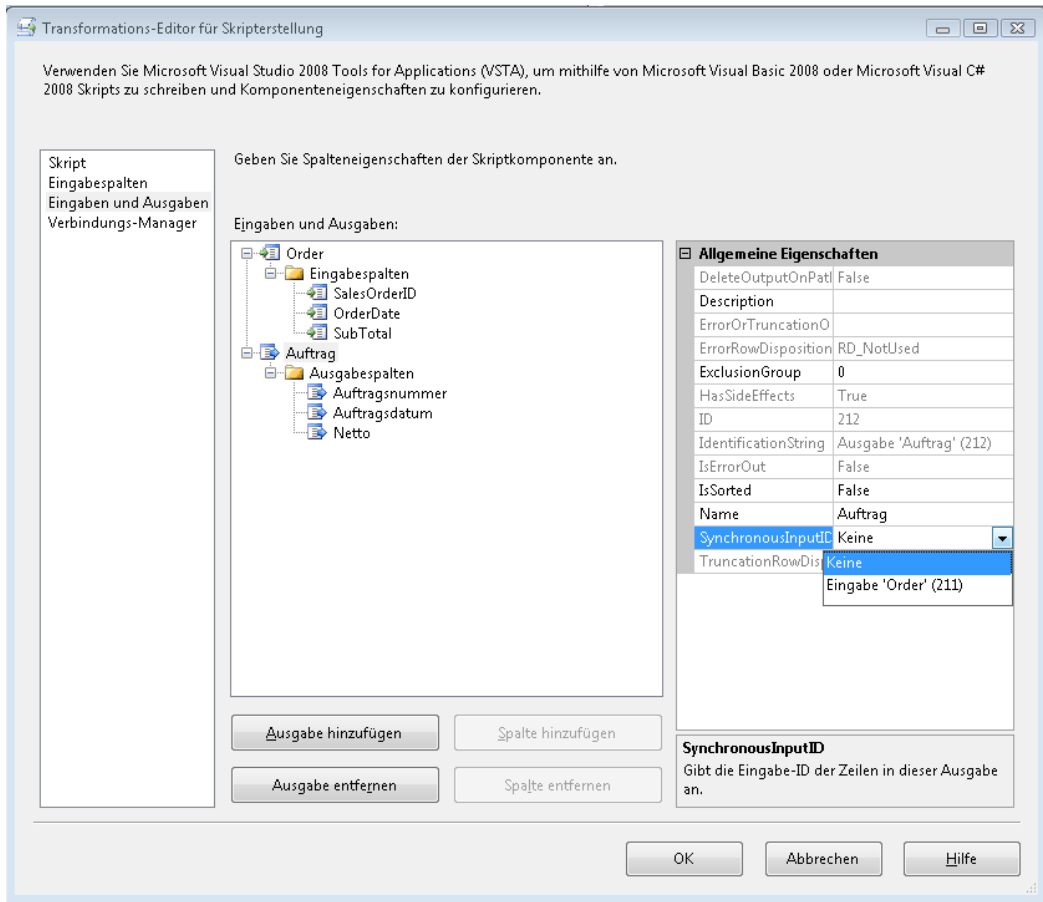 Transformations-Editor für Skripterstellung
Verwenden Sie Microsoft Visual Studio 2008 Tools for Applications (VSTA), um mithilfe von Microsoft Visual Basic 2008 oder Microsoft Visual C#
2008 Skripts zu schreiben und Komponenteneigenschaften zu konfigurieren.
Skript
Eingabespalten
Eingaben und Ausgaben
Verbindungs-Manager
Geben Sie Spalteneigenschaften der Skriptkomponente an.
Eingaben und Ausgaben:
Order
Eingabespalten
SalesOrderID
OrderDate
SubTotal
Auftrag
Ausgabespalten
Auftragsnummer
Auftragsdatum
Netto
Ausgabe hinzufügen
Spalte hinzufügen
Ausgabe entfernen
Spalte entfernen
Allgemeine Eigenschaften
DeleteOutputOnPatl False
Description
ErrorOrTruncationO
ErrorRowDisposition RD_NotUsed
ExclusionGroup 0
HasSideEffects True
ID 212
IdentificationString Ausgabe 'Auftrag' (212)
IsErrorOut False
IsSorted False
Name Auftrag
SynchronousInputID Keine
TruncationRowDis
Keine
Eingabe 'Order' (211)
SynchronousInputID
Gibt die Eingabe-ID der Zeilen in dieser Ausgabe
an.
OK
Abbrechen
Hilfe